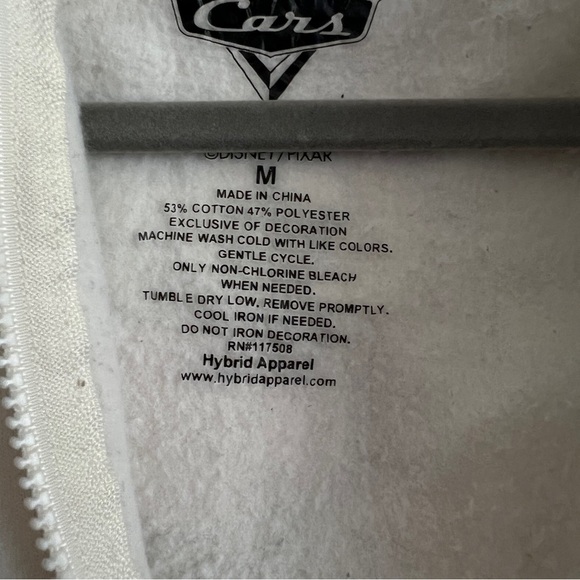 Cars
©DISNEY/PIXAR
M
MADE IN CHINA
53% COTTON 47% POLYESTER
EXCLUSIVE OF DECORATION
MACHINE WASH COLD WITH LIKE COLORS.
GENTLE CYCLE.
ONLY NON-CHLORINE BLEACH
WHEN NEEDED.
TUMBLE DRY LOW. REMOVE PROMPTLY.
COOL IRON IF NEEDED.
DO NOT IRON DECORATION.
RN#117508
Hybrid Apparel
www.hybridapparel.com